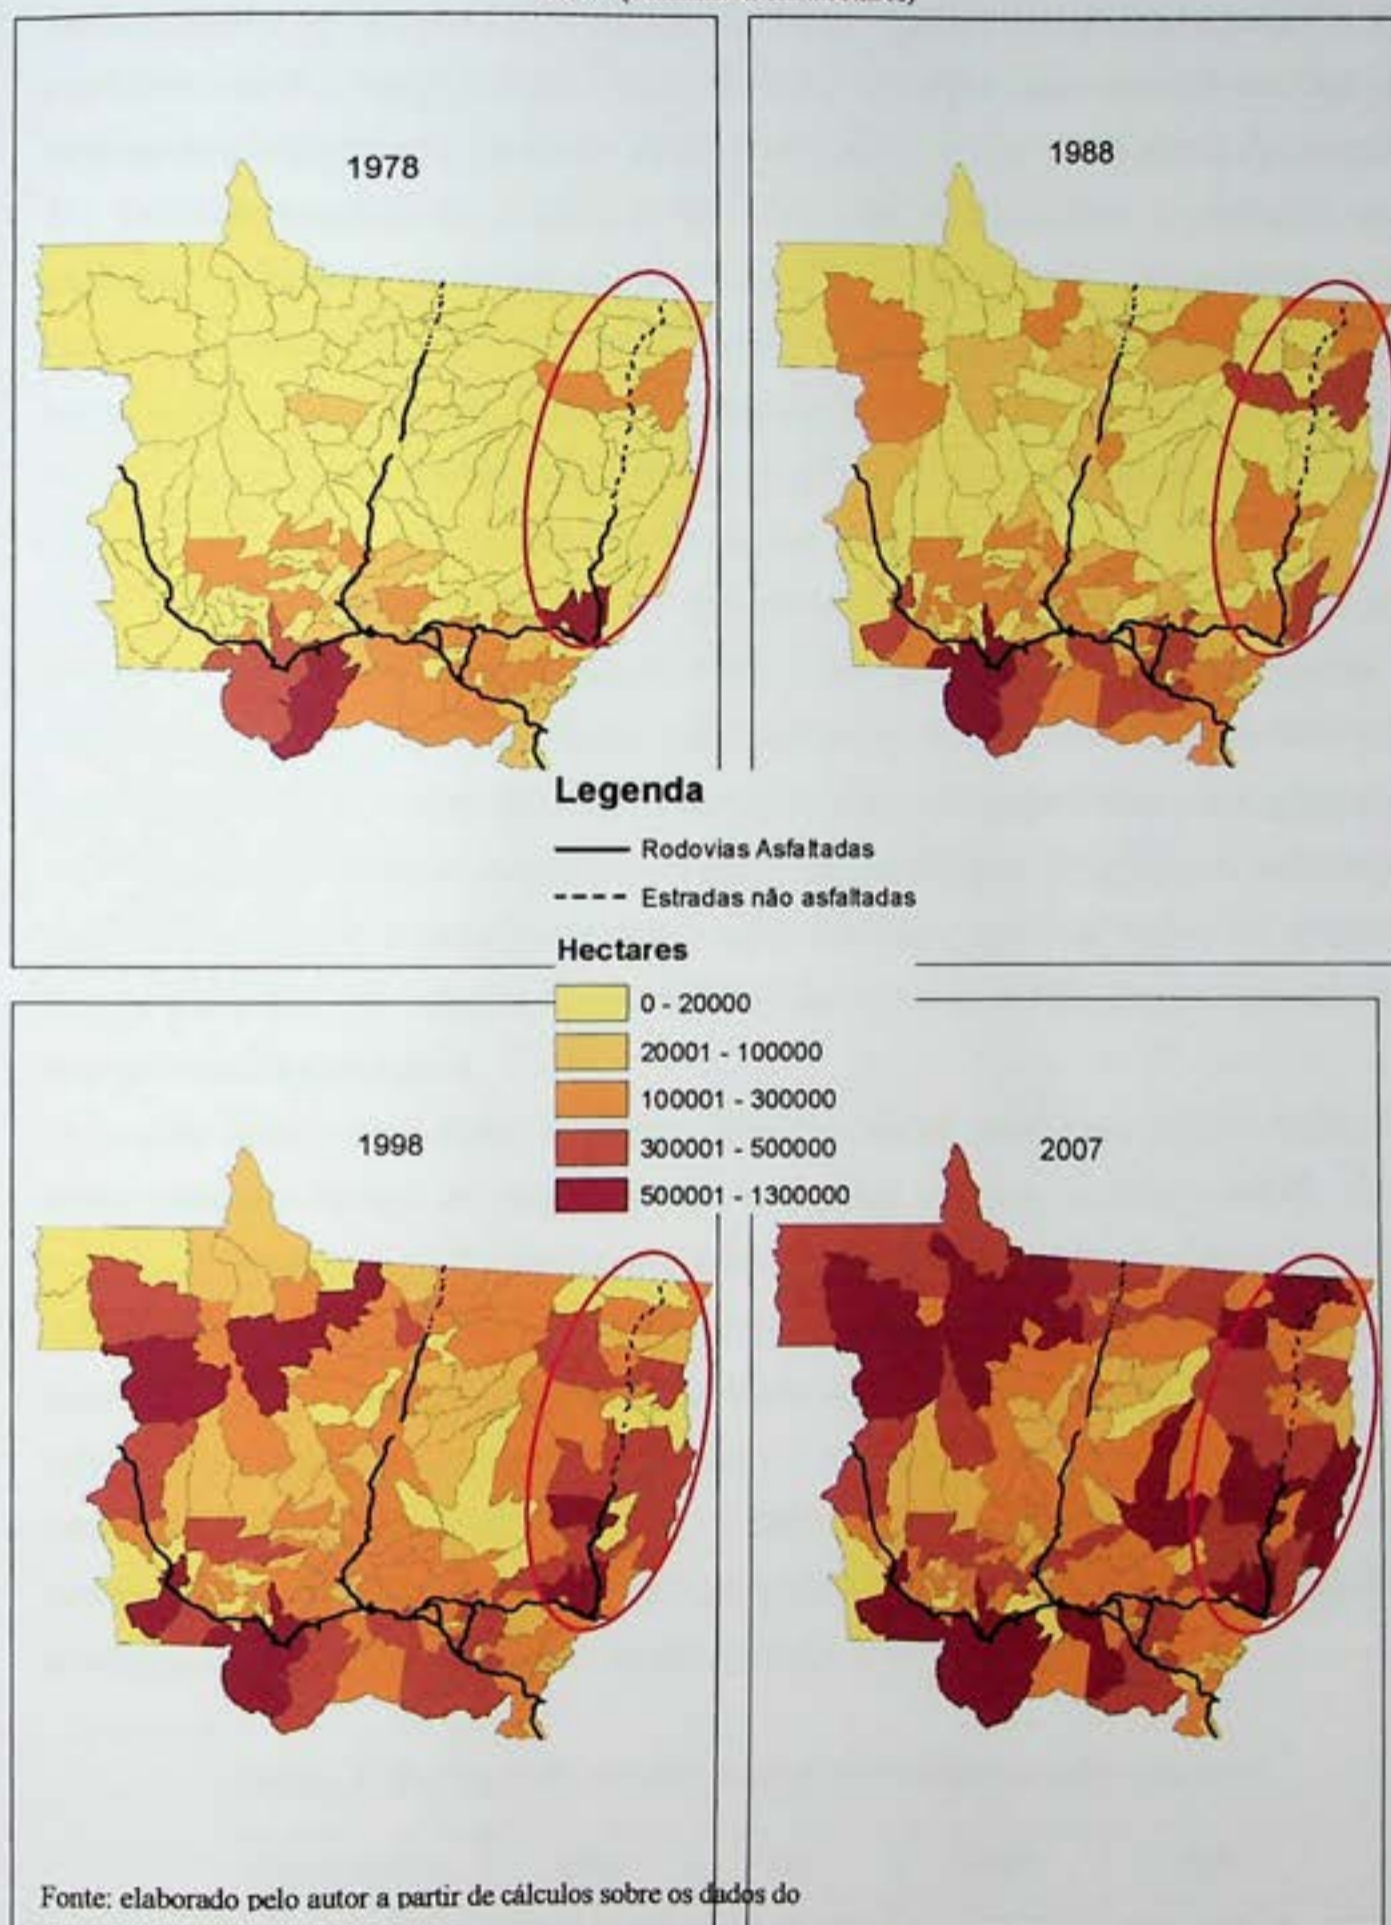 1978
1988
Legenda
Rodovias Asfaltadas
Estradas não asfaltadas
Hectares
0 - 20000
20001 - 100000
100001 - 300000
300001 - 500000
500001 - 1300000
1998
2007
Fonte: elaborado pelo autor a partir de cálculos sobre os dados do